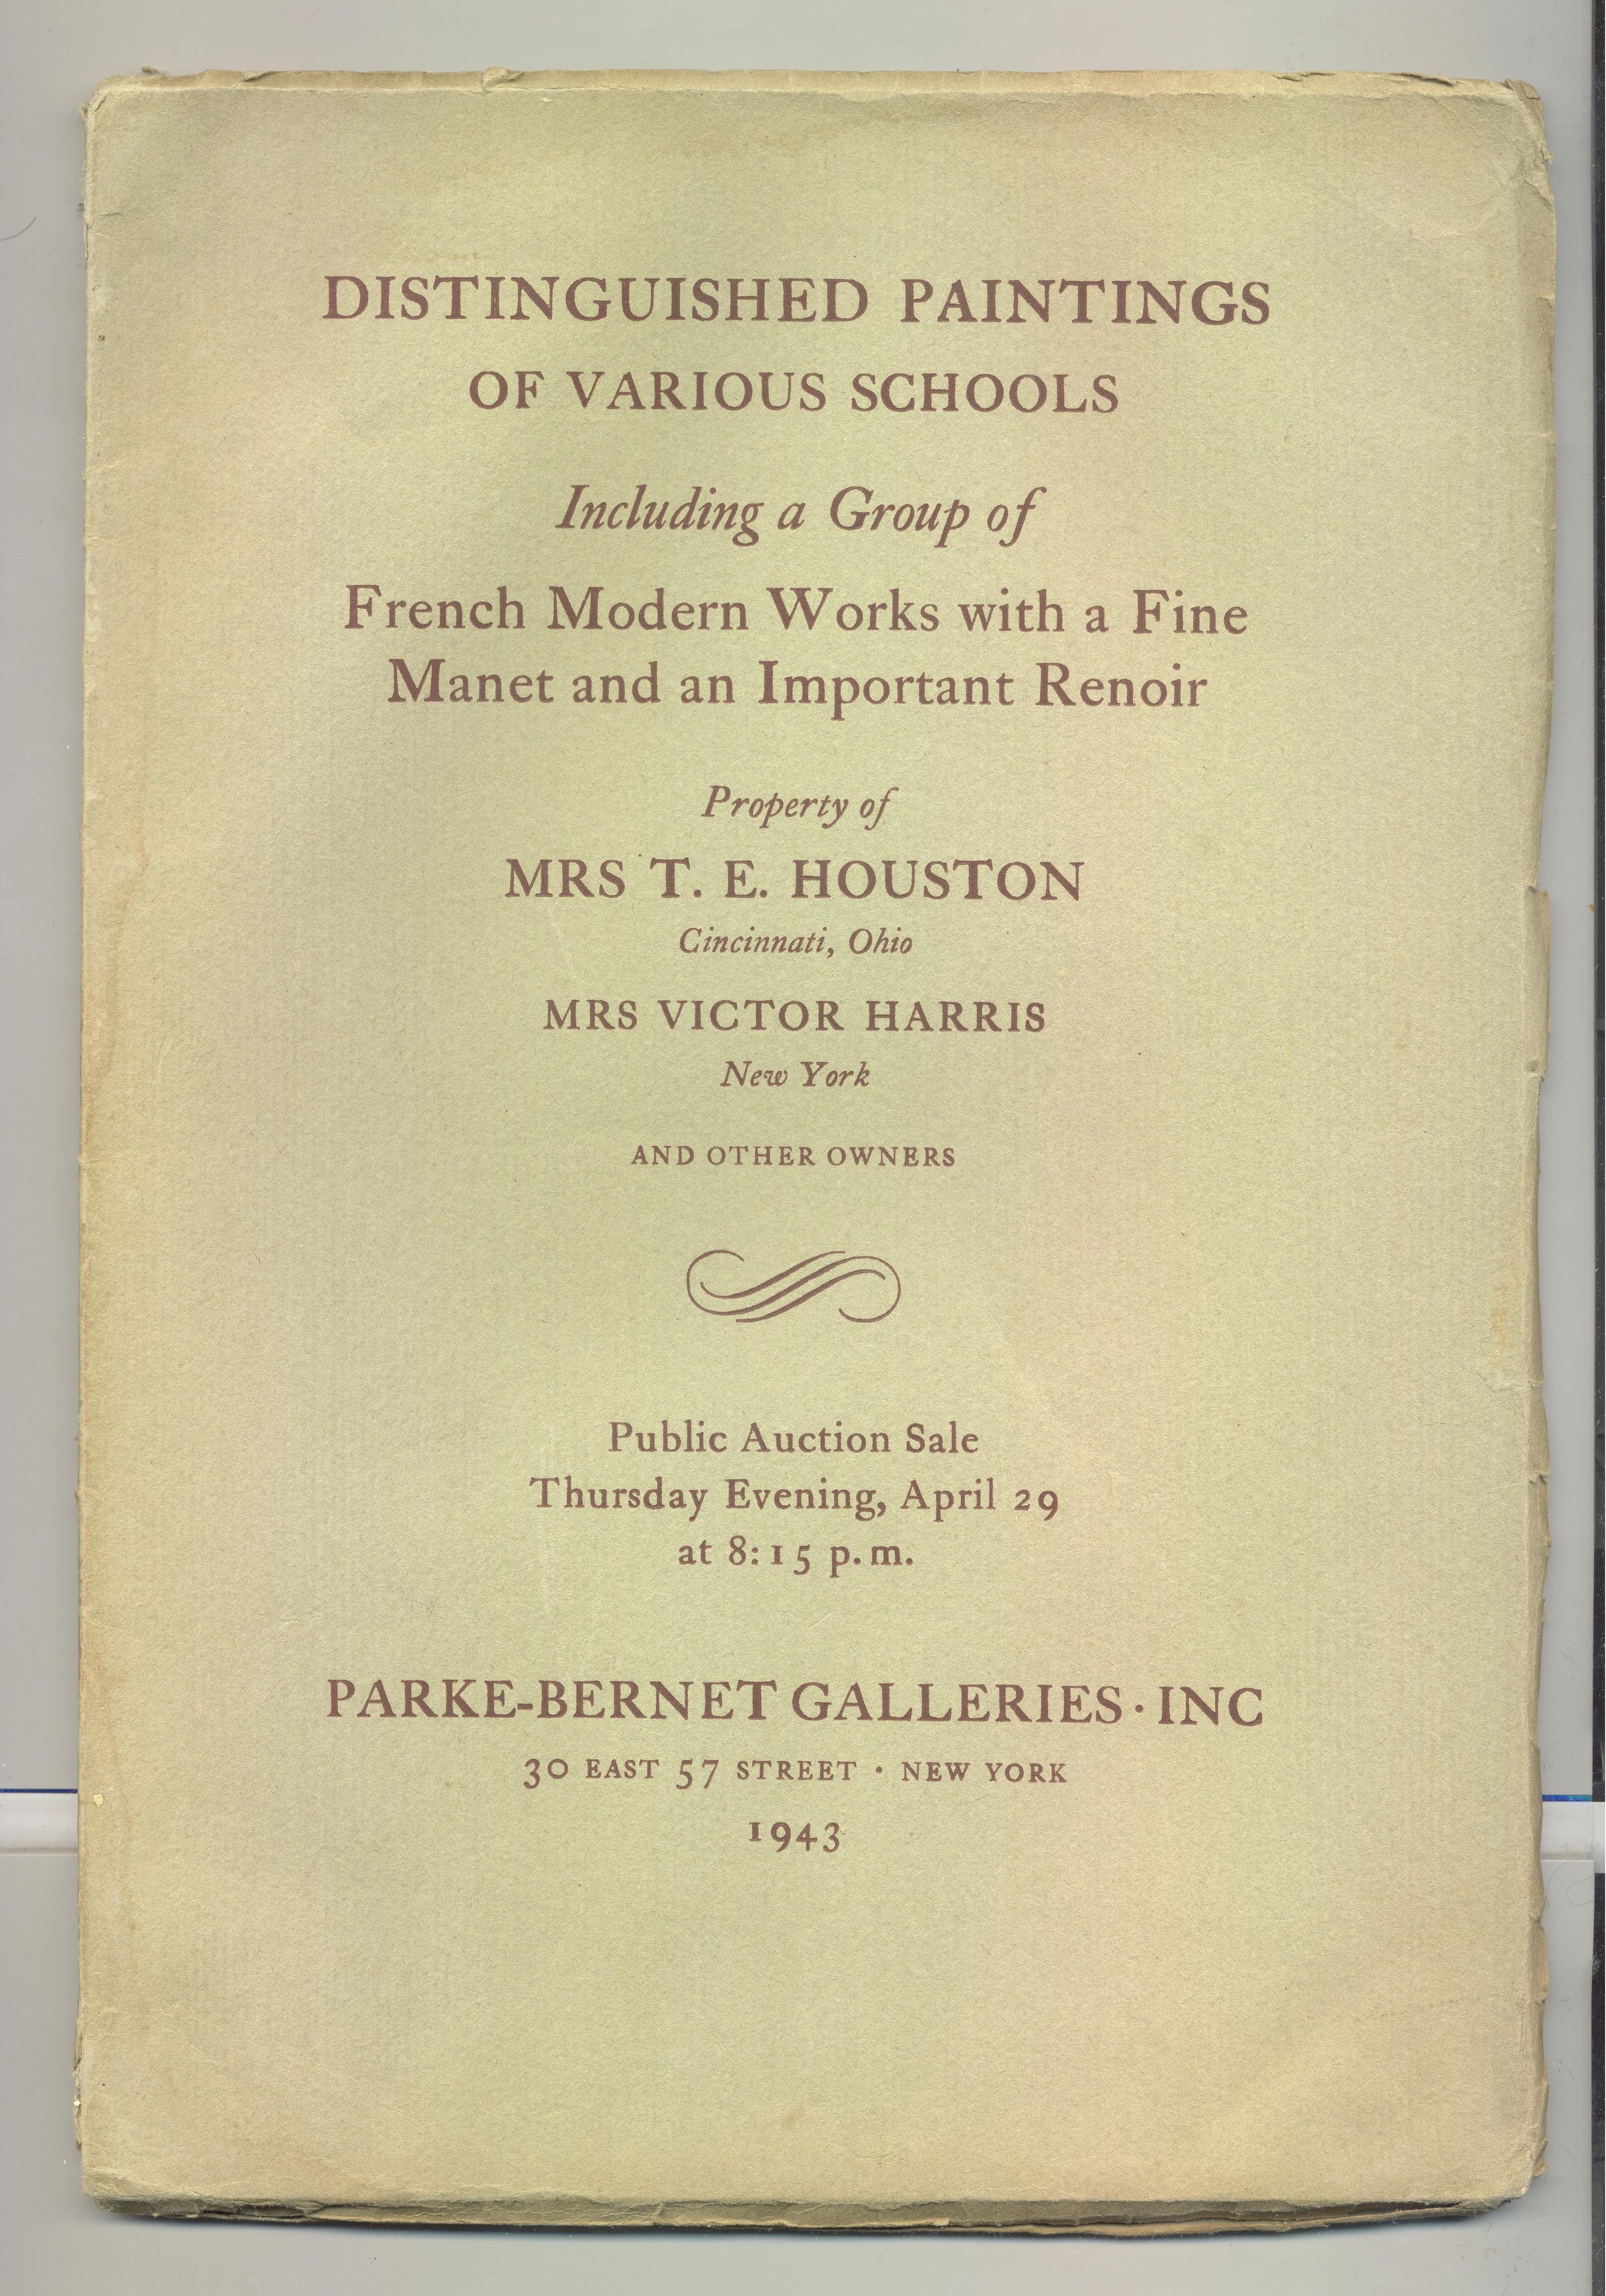 DISTINGUISHED PAINTINGS
OF VARIOUS SCHOOLS
Including a Group of
French Modern Works with a Fine
Manet and an Important Renoir
Property of
MRS T. E. HOUSTON
Cincinnati, Ohio
MRS VICTOR HARRIS
New York
AND OTHER OWNERS
Public Auction Sale
Thursday Evening, April 29
at 8:15 p.m.
PARKE-BERNET GALLERIES · INC
30 EAST 57 STREET · NEW YORK
1943